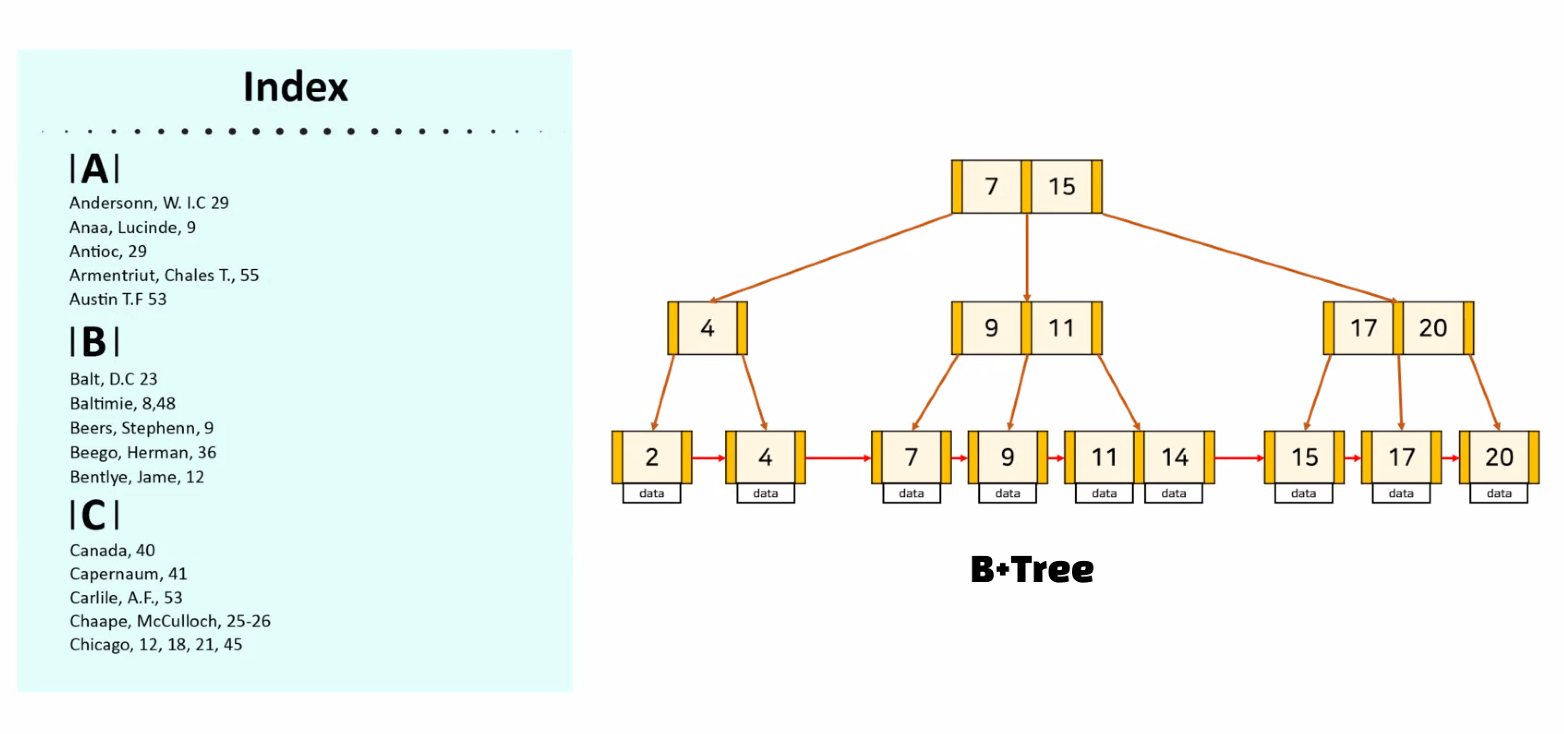 Index
|A|
Andersonn, W. I.C 29
Anaa, Lucinde, 9
Antioc, 29
Armentriut, Chales T., 55
Austin T.F 53
|B|
Balt, D.C 23
Baltimie, 8,48
Beers, Stephenn, 9
Beego, Herman, 36
Bentlye, Jame, 12
|C|
Canada, 40
Capernaum, 41
Carlile, A.F., 53
Chaape, McCulloch, 25-26
Chicago, 12, 18, 21, 45
7 15
4 9 11 17 20
2 4 7 9 11 14 15 17 20
data data data data data data data data data
B+Tree